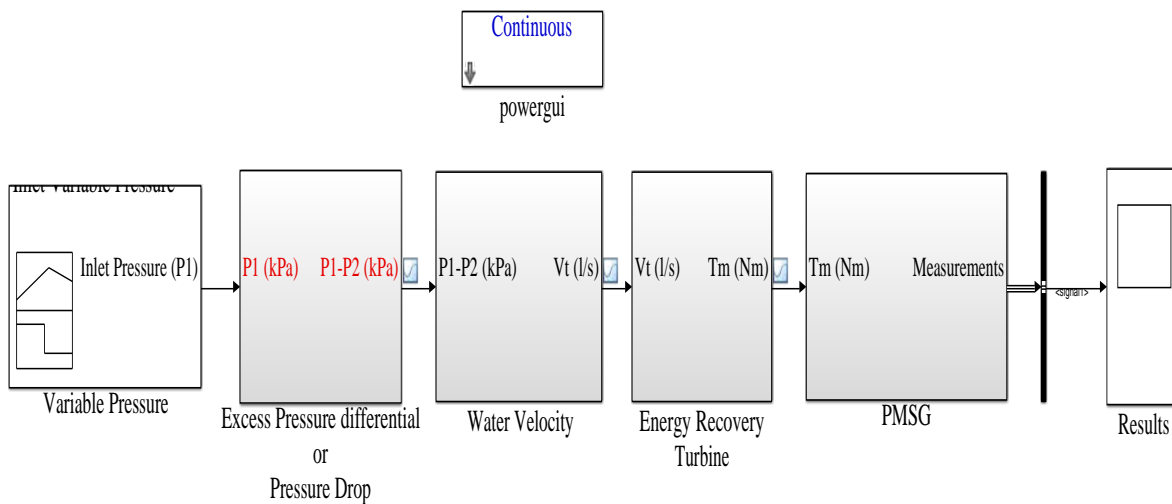 Continuous
powergui
Inlet Variable Pressure
Inlet Pressure (P1)
P1 (kPa)
P1-P2 (kPa)
P1-P2 (kPa)
Vt (l/s)
Vt (l/s)
Tm (Nm)
Tm (Nm)
Measurements
<signal1>
Variable Pressure
Excess Pressure differential
or
Pressure Drop
Water Velocity
Energy Recovery
Turbine
PMSG
Results